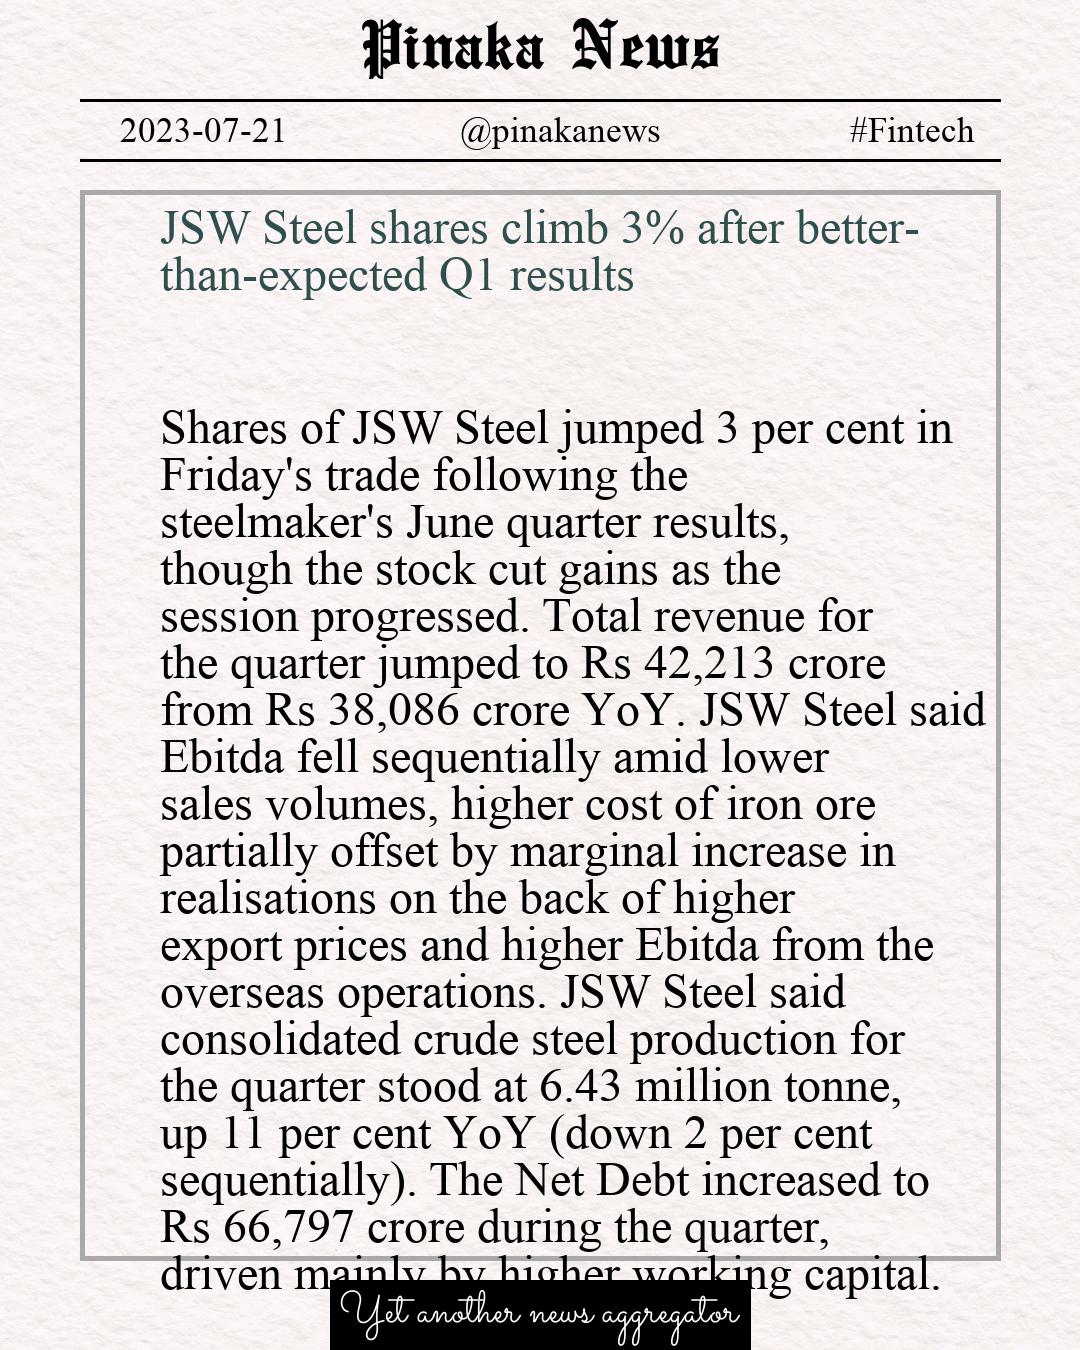 Pinaka News
2023-07-21 @pinakanews #Fintech
JSW Steel shares climb 3% after better-
than-expected Q1 results
Shares of JSW Steel jumped 3 per cent in
Friday's trade following the
steelmaker's June quarter results,
though the stock cut gains as the
session progressed. Total revenue for
the quarter jumped to Rs 42,213 crore
from Rs 38,086 crore YoY. JSW Steel said
Ebitda fell sequentially amid lower
sales volumes, higher cost of iron ore
partially offset by marginal increase in
realisations on the back of higher
export prices and higher Ebitda from the
overseas operations. JSW Steel said
consolidated crude steel production for
the quarter stood at 6.43 million tonne,
up 11 per cent YoY (down 2 per cent
sequentially). The Net Debt increased to
Rs 66,797 crore during the quarter,
driven mainly by higher working capital.
Yet another news aggregator